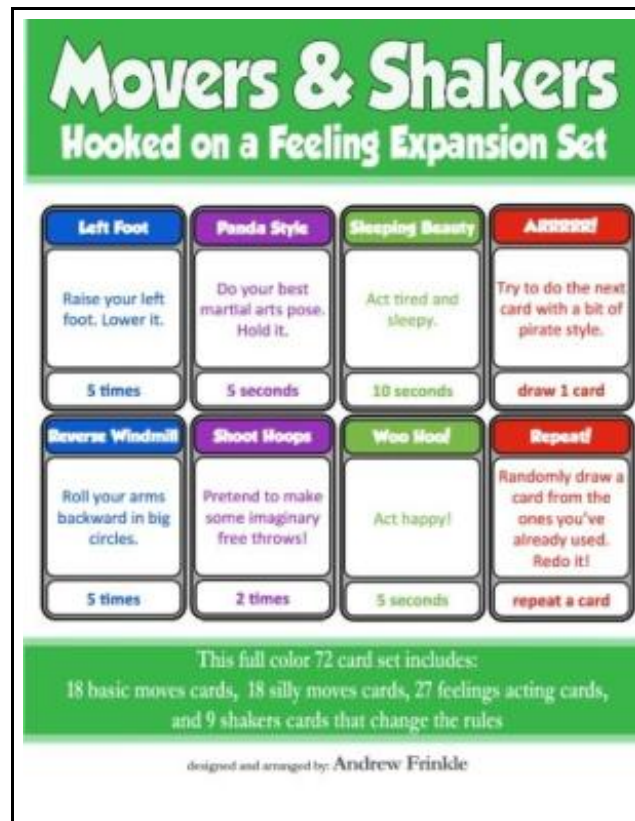 Movers & Shakers
Hooked on a Feeling Expansion Set
Left Foot
Raise your left
foot. Lower it.
5 times
Panda Style
Do your best
martial arts pose.
Hold it.
5 seconds
Sleeping Beauty
Act tired and
sleepy.
10 seconds
ARRRRR!
Try to do the next
card with a bit of
pirate style.
draw 1 card
Reverse Windmill
Roll your arms
backward in big
circles.
5 times
Shoot Hoops
Pretend to make
some imaginary
free throws!
2 times
Woo Hoo!
Act happy!
5 seconds
Repeat!
Randomly draw a
card from the
ones you've
already used.
Redo it!
repeat a card
This full color 72 card set includes:
18 basic moves cards, 18 silly moves cards, 27 feelings acting cards,
and 9 shakers cards that change the rules
designed and arranged by: Andrew Frinkle